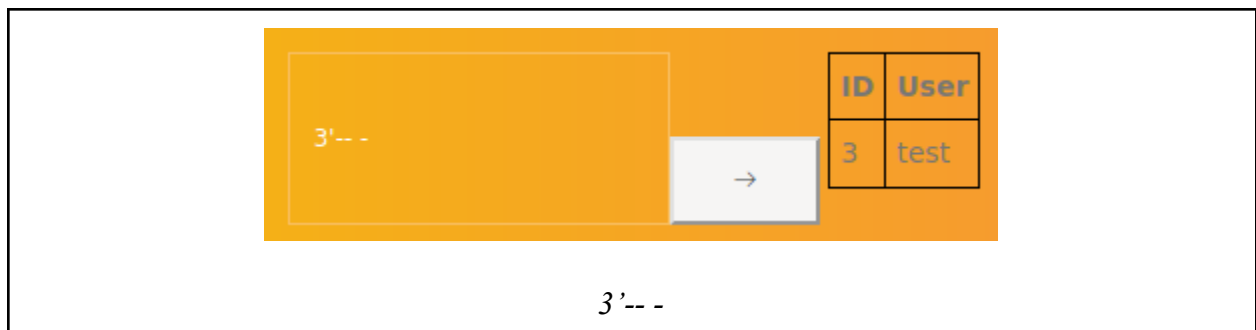 3'-- -
→
ID User
3 test
3’-- -